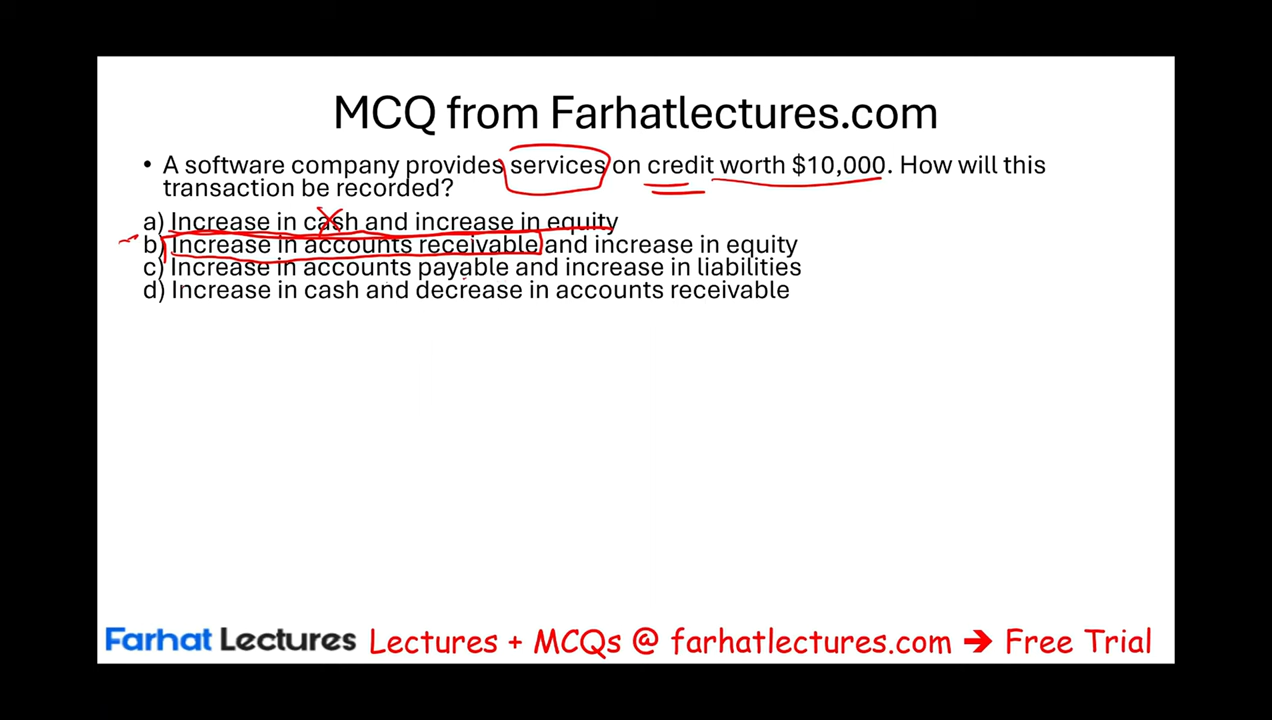 MCQ from Farhatlectures.com
• A software company provides services on credit worth $10,000. How will this
transaction be recorded?
a) Increase in cash and increase in equity
b) Increase in accounts receivable and increase in equity
c) Increase in accounts payable and increase in liabilities
d) Increase in cash and decrease in accounts receivable
Farhat Lectures Lectures + MCQs @ farhatlectures.com → Free Trial